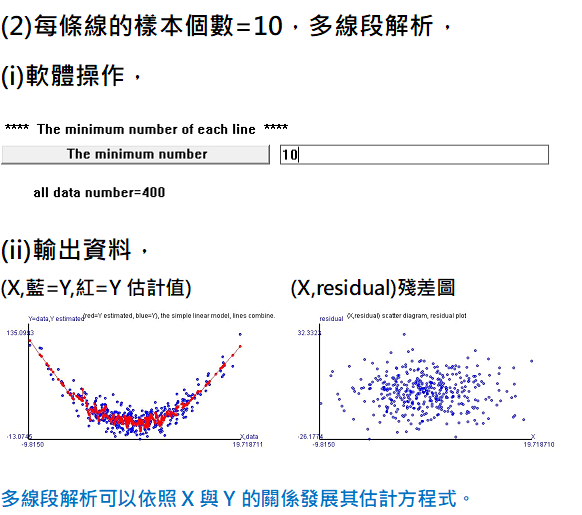 (2)每條線的樣本個數=10，多線段解析，
(i)軟體操作，
**** The minimum number of each line ****
The minimum number 10
all data number=400
(ii)輸出資料，
(X,藍=Y,紅=Y 估計值) (X,residual)殘差圖
Y=data,Y estimated (red=Y estimated, blue=Y), the simple linear model, lines combine.
residual (X,residual) scatter diagram, residual plot
135.0993 32.3323
X,data X
-13.0745 -26.1774
-9.8150 19.718711 -9.8150 19.718710
多線段解析可以依照 X 與 Y 的關係發展其估計方程式。